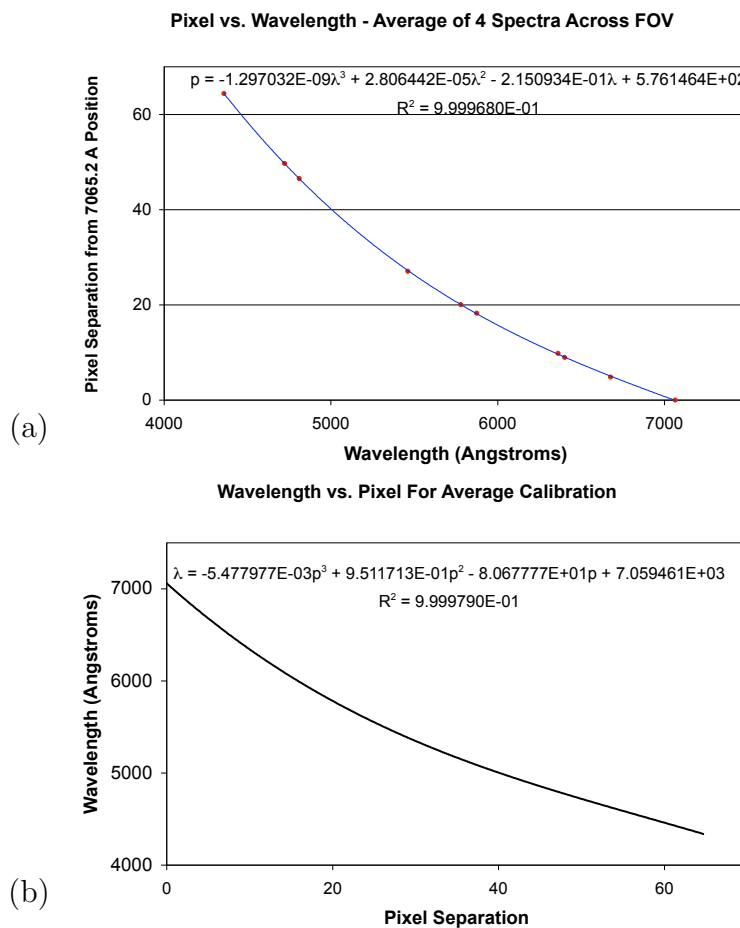 Pixel vs. Wavelength - Average of 4 Spectra Across FOV
p = -1.297032E-09λ³ + 2.806442E-05λ² - 2.150934E-01λ + 5.761464E+02
R² = 9.999680E-01
Pixel Separation from 7065.2 A Position
60
40
20
0
4000 5000 6000 7000
Wavelength (Angstroms)
(a)
Wavelength vs. Pixel For Average Calibration
λ = -5.477977E-03p³ + 9.511713E-01p² - 8.067777E+01p + 7.059461E+03
R² = 9.999790E-01
Wavelength (Angstroms)
7000
6000
5000
4000
0 20 40 60
Pixel Separation
(b)